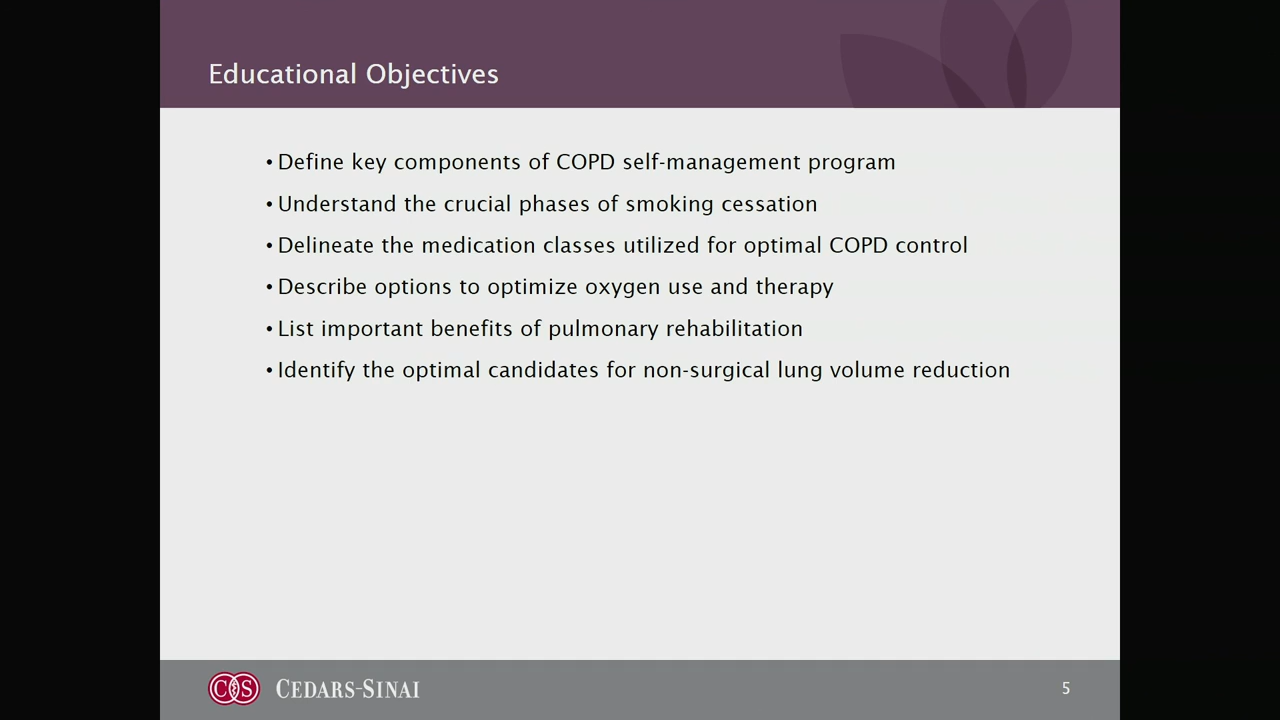 Educational Objectives
• Define key components of COPD self-management program
• Understand the crucial phases of smoking cessation
• Delineate the medication classes utilized for optimal COPD control
• Describe options to optimize oxygen use and therapy
• List important benefits of pulmonary rehabilitation
• Identify the optimal candidates for non-surgical lung volume reduction
CS CEDARS-SINAI
5